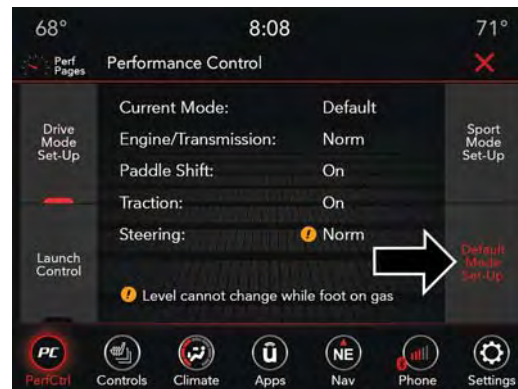 68° 8:08 71°
Perf
Pages
Performance Control
Drive
Mode
Set-Up
Launch
Control
Current Mode: Default
Engine/Transmission: Norm
Paddle Shift: On
Traction: On
Steering: ! Norm
! Level cannot change while foot on gas
Sport
Mode
Set-Up
Default
Mode
Set-Up
PC
PerfCtrl
Controls
Climate
û
Apps
NE
Nav
Phone
Settings